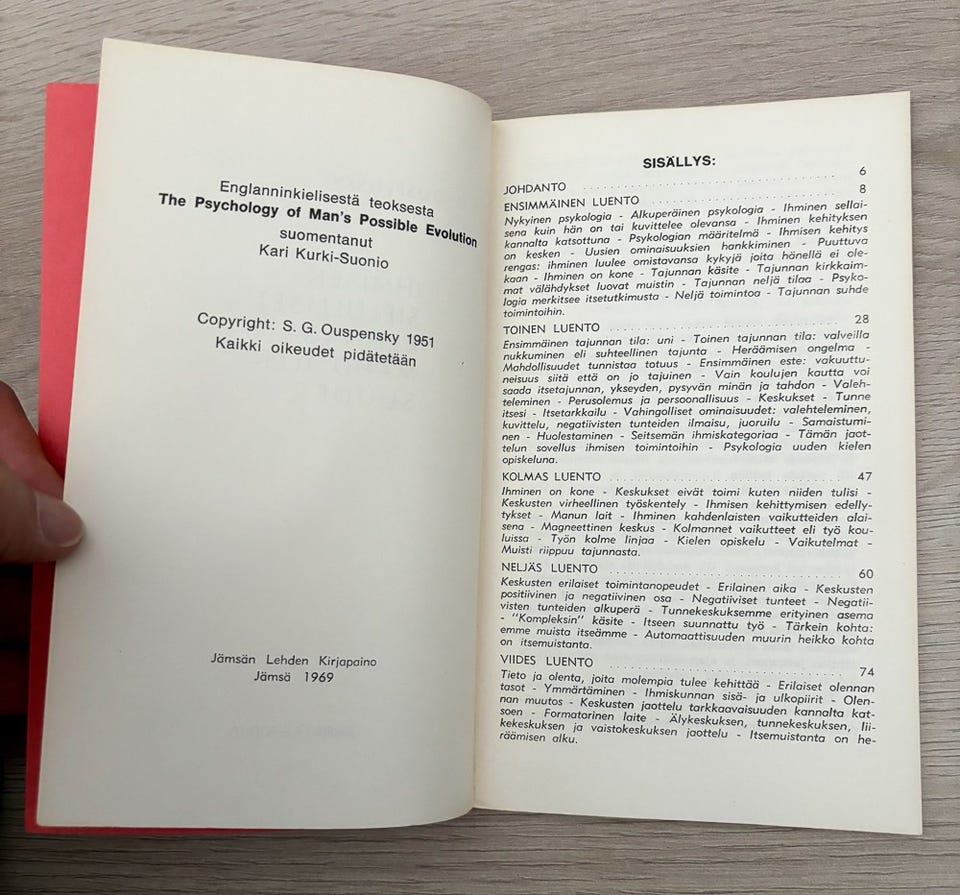 Englanninkielisestä teoksesta
The Psychology of Man's Possible Evolution
suomentanut
Kari Kurki-Suonio
Copyright: S. G. Ouspensky 1951
Kaikki oikeudet pidätetään
Jämsän Lehden Kirjapaino
Jämsä 1969
SISÄLLYS:
JOHDANTO . . . . . . . . . . . . . . . . . . . . 6
ENSIMMÄINEN LUENTO . . . . . . . . . . . . . . . 8
Nykyinen psykologia - Alkuperäinen psykologia - Ihminen sellai-
sena kuin hän on tai kuvittelee olevansa - Ihminen kehityksen
kannalta katsottuna - Psykologian määritelmä - Ihmisen kehitys
on kesken - Uusien ominaisuuksien hankkiminen - Puuttuva
rengas: ihminen luulee omistavansa kykyjä joita hänellä ei ole-
kaan - Ihminen on kone - Tajunnan käsite - Tajunnan kirkkaim-
mat välähdykset luovat muistin - Tajunnan neljä tilaa - Psyko-
logia merkitsee itsetutkimusta - Neljä toimintoa - Tajunnan suhde
toimintoihin.
TOINEN LUENTO . . . . . . . . . . . . . . . . . . 28
Ensimmäinen tajunnan tila: uni - Toinen tajunnan tila: valveilla
nukkuminen eli suhteellinen tajunta - Heräämisen ongelma -
Mahdollisuudet tunnistaa totuus - Ensimmäinen este: vakuuttu-
neisuus siitä että on jo tajuinen - Vain koulujen kautta voi
saada itsetajunnan, ykseyden, pysyvän minän ja tahdon - Valeh-
teleminen - Perusolemus ja persoonallisuus - Keskukset - Tunne
itsesi - Itsetarkkailu - Vahingolliset ominaisuudet: valehteleminen,
kuvittelu, negatiivisten tunteiden ilmaisu, juoruilu - Samaistumi-
nen - Huolestaminen - Seitsemän ihmiskategoriaa - Tämän jaot-
telun sovellus ihmisen toimintoihin - Psykologia uuden kielen
opiskeluna.
KOLMAS LUENTO . . . . . . . . . . . . . . . . . . 47
Ihminen on kone - Keskukset eivät toimi kuten niiden tulisi -
Keskusten virheellinen työskentely - Ihmisen kehittymisen edelly-
tykset - Manun lait - Ihminen kahdenlaisten vaikutteiden alai-
sena - Magneettinen keskus - Kolmannet vaikutteet eli työ kou-
luissa - Työn kolme linjaa - Kielen opiskelu - Vaikutelmat -
Muisti riippuu tajunnasta.
NELJÄS LUENTO . . . . . . . . . . . . . . . . . . 60
Keskusten erilaiset toimintanopeudet - Erilainen aika - Keskusten
positiivinen ja negatiivinen osa - Negatiiviset tunteet - Negatii-
visten tunteiden alkuperä - Tunnekeskuksemme erityinen asema
- "Kompleksin" käsite - Itseen suunnattu työ - Tärkein kohta:
emme muista itseämme - Automaattisuuden muurin heikko kohta
on itsemuistanta.
VIIDES LUENTO . . . . . . . . . . . . . . . . . . 74
Tieto ja olenta, joita molempia tulee kehittää - Erilaiset olennan
tasot - Ymmärtäminen - Ihmiskunnan sisä- ja ulkopiirit - Olen-
nan muutos - Keskusten jaottelu tarkkaavaisuuden kannalta kat-
soen - Formatorinen laite - Älykeskuksen, tunnekeskuksen, lii-
kekeskuksen ja vaistokeskuksen jaottelu - Itsemuistanta on he-
räämisen alku.